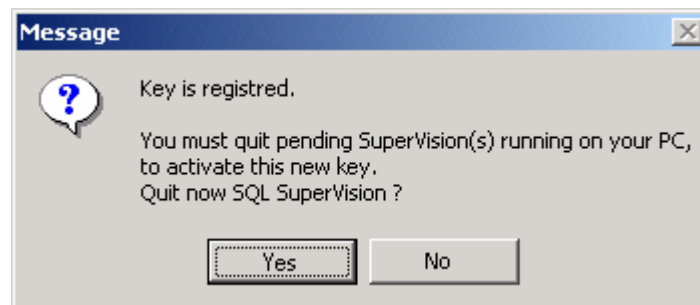 Message
Key is registred.
You must quit pending SuperVision(s) running on your PC,
to activate this new key.
Quit now SQL SuperVision ?
Yes
No